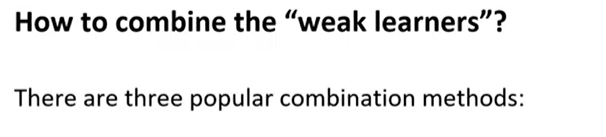 How to combine the “weak learners”?
There are three popular combination methods: